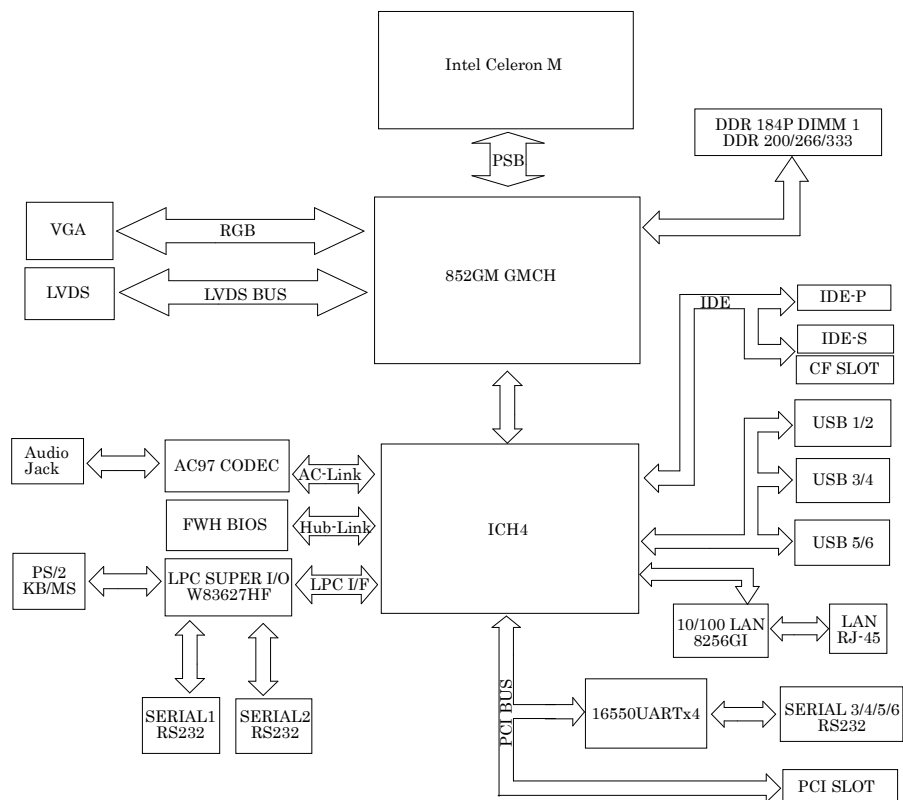 Intel Celeron M
PSB
DDR 184P DIMM 1
DDR 200/266/333
VGA
RGB
852GM GMCH
LVDS
LVDS BUS
IDE
IDE-P
IDE-S
CF SLOT
USB 1/2
Audio
Jack
AC97 CODEC
AC-Link
USB 3/4
FWH BIOS
Hub-Link
ICH4
USB 5/6
PS/2
KB/MS
LPC SUPER I/O
W83627HF
LPC I/F
10/100 LAN
8256GI
LAN
RJ-45
SERIAL1
RS232
SERIAL2
RS232
PCI BUS
16550UARTx4
SERIAL 3/4/5/6
RS232
PCI SLOT